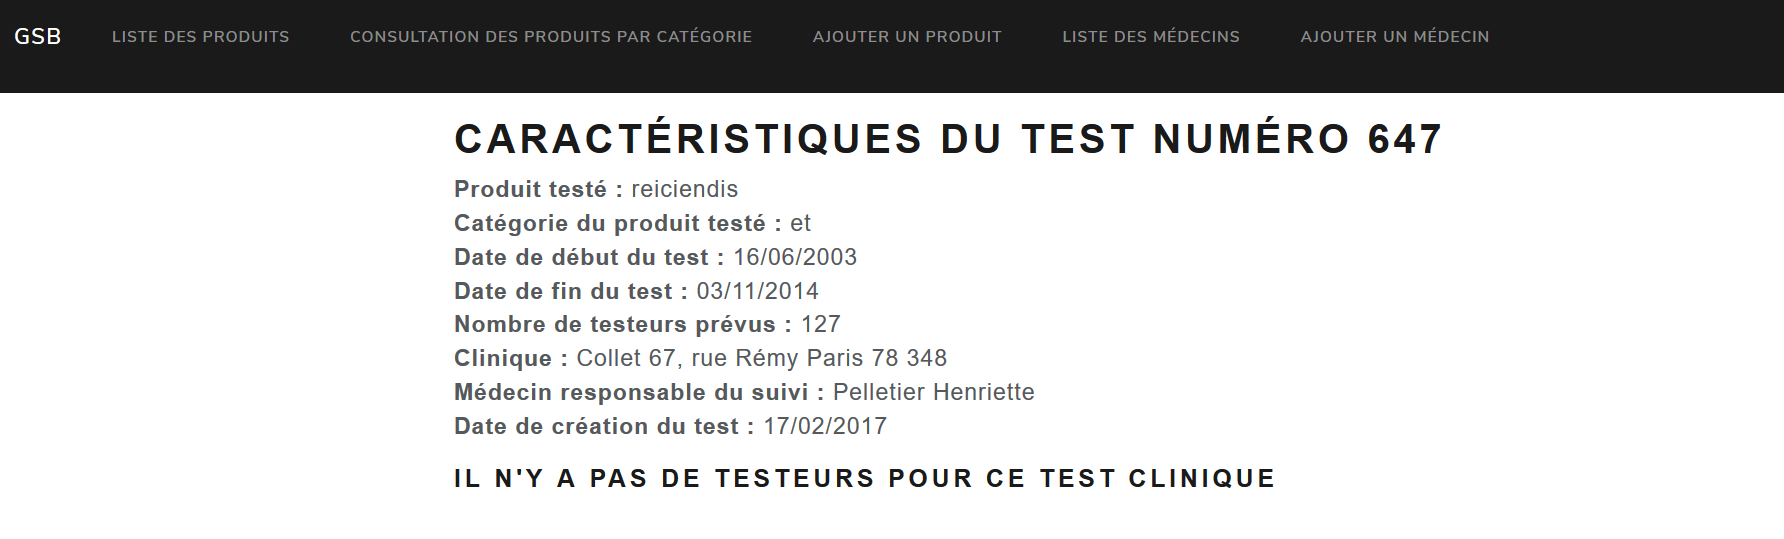 GSB LISTE DES PRODUITS CONSULTATION DES PRODUITS PAR CATÉGORIE AJOUTER UN PRODUIT LISTE DES MÉDECINS AJOUTER UN MÉDECIN
CARACTÉRISTIQUES DU TEST NUMÉRO 647
Produit testé : reiciendis
Catégorie du produit testé : et
Date de début du test : 16/06/2003
Date de fin du test : 03/11/2014
Nombre de testeurs prévus : 127
Clinique : Collet 67, rue Rémy Paris 78 348
Médecin responsable du suivi : Pelletier Henriette
Date de création du test : 17/02/2017
IL N'Y A PAS DE TESTEURS POUR CE TEST CLINIQUE